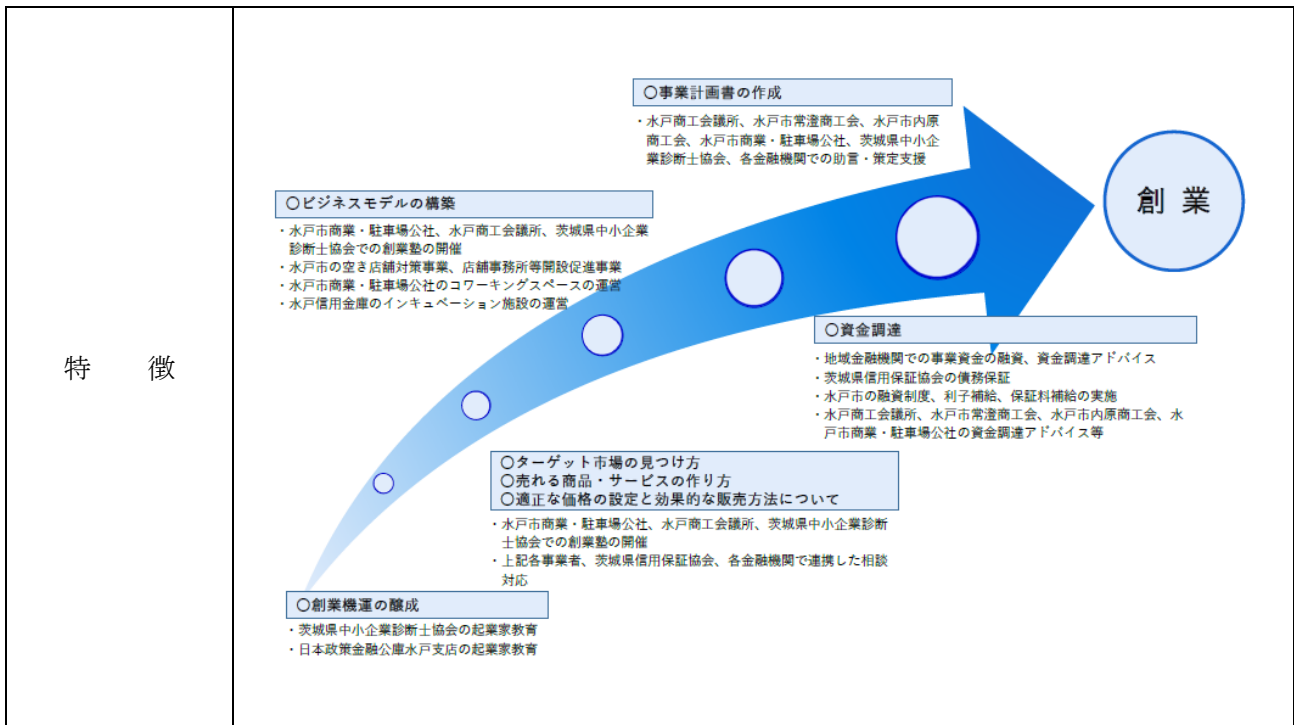 特　徴
〇事業計画書の作成
・水戸商工会議所、水戸市常澄商工会、水戸市内原
商工会、水戸市商業・駐車場公社、茨城県中小企
業診断士協会、各金融機関での助言・策定支援
創 業
〇ビジネスモデルの構築
・水戸市商業・駐車場公社、水戸商工会議所、茨城県中小企業
診断士協会での創業塾の開催
・水戸市の空き店舗対策事業、店舗事務所等開設促進事業
・水戸市商業・駐車場公社のコワーキングスペースの運営
・水戸信用金庫のインキュベーション施設の運営
〇資金調達
・地域金融機関での事業資金の融資、資金調達アドバイス
・茨城県信用保証協会の債務保証
・水戸市の融資制度、利子補給、保証料補給の実施
・水戸商工会議所、水戸市常澄商工会、水戸市内原商工会、水
戸市商業・駐車場公社の資金調達アドバイス等
〇ターゲット市場の見つけ方
〇売れる商品・サービスの作り方
〇適正な価格の設定と効果的な販売方法について
・水戸市商業・駐車場公社、水戸商工会議所、茨城県中小企業診断
士協会での創業塾の開催
・上記各事業者、茨城県信用保証協会、各金融機関で連携した相談
対応
〇創業機運の醸成
・茨城県中小企業診断士協会の起業家教育
・日本政策金融公庫水戸支店の起業家教育